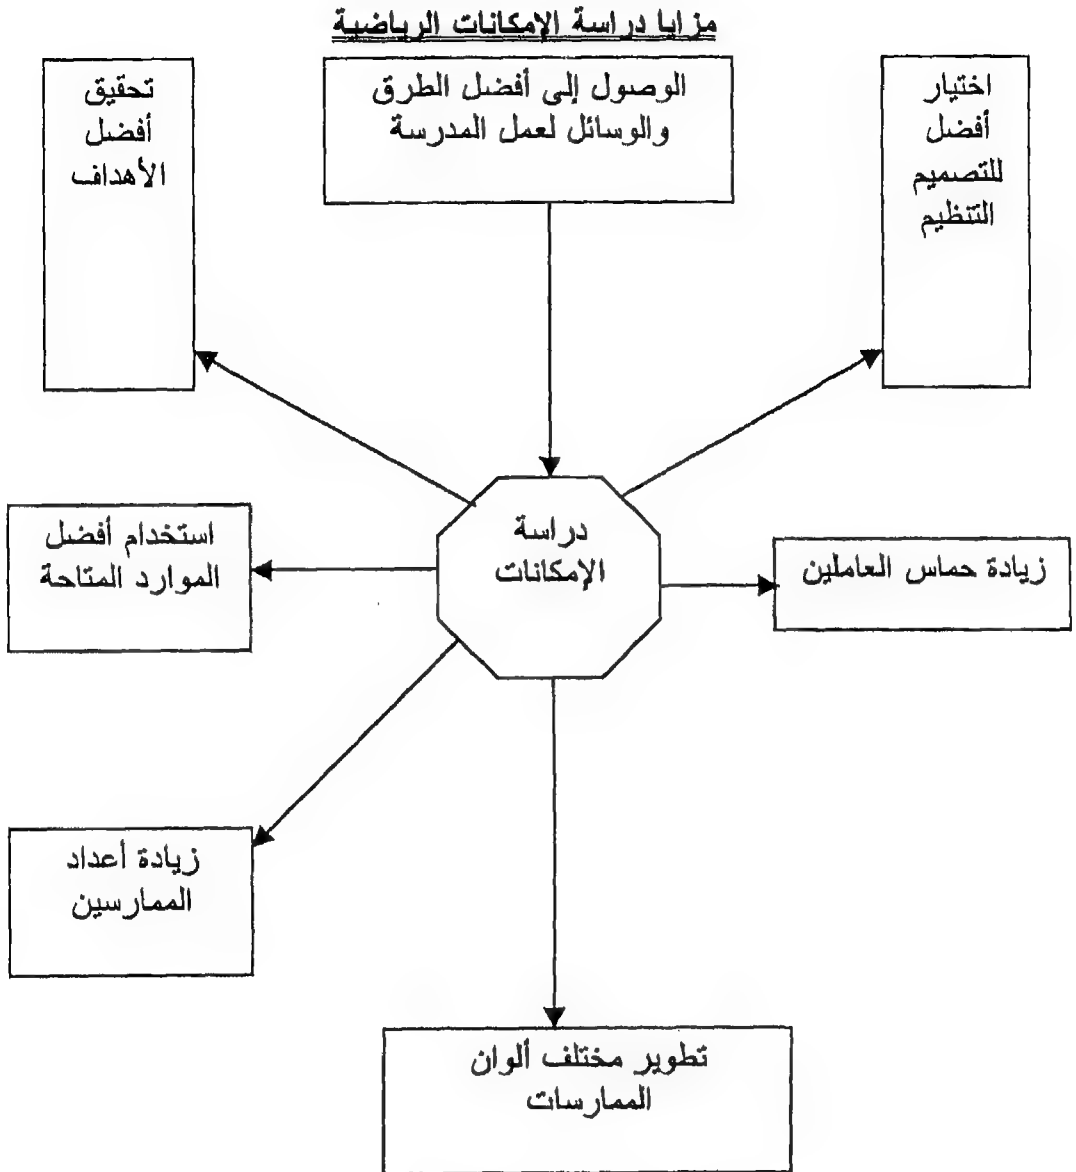 مزايا دراسة الإمكانات الرياضية
اختيار
أفضل
للتصميم
التنظيم
الوصول إلى أفضل الطرق
والوسائل لعمل المدرسة
تحقيق
أفضل
الأهداف
دراسة
الإمكانات
زيادة حماس العاملين
استخدام أفضل
الموارد المتاحة
زيادة أعداد
الممارسين
تطوير مختلف ألوان
الممارسات